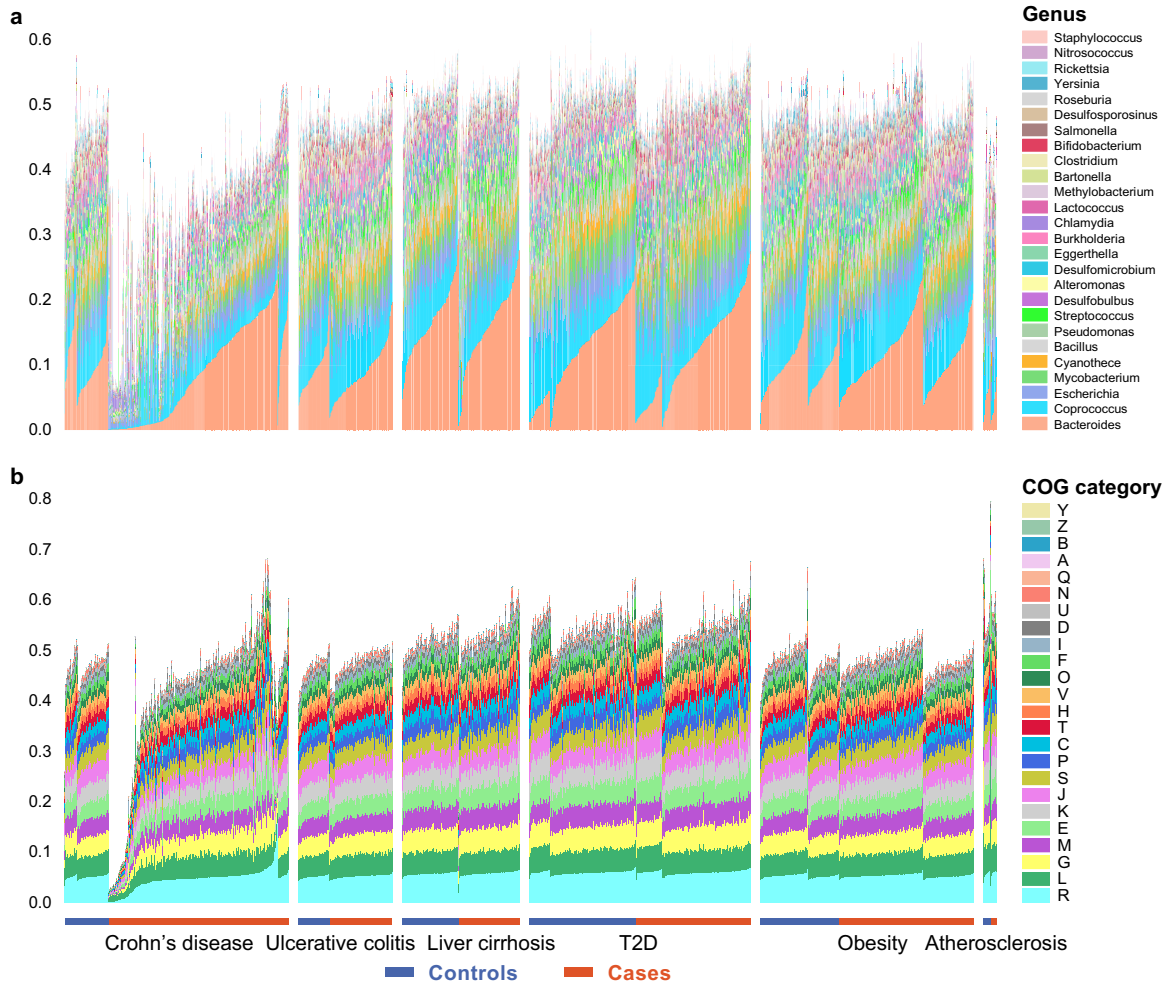 a
0.6
0.5
0.4
0.3
0.2
0.1
0.0
Genus
Staphylococcus
Nitrosococcus
Rickettsia
Yersinia
Roseburia
Desulfosporosinus
Salmonella
Bifidobacterium
Clostridium
Bartonella
Methylobacterium
Lactococcus
Chlamydia
Burkholderia
Eggerthella
Desulfomicrobium
Alteromonas
Desulfobulbus
Streptococcus
Pseudomonas
Bacillus
Cyanothece
Mycobacterium
Escherichia
Coprococcus
Bacteroides
b
0.8
0.7
0.6
0.5
0.4
0.3
0.2
0.1
0.0
COG category
Y
Z
B
A
Q
N
U
D
I
F
O
V
H
T
C
P
S
J
K
E
M
G
L
R
Crohn’s disease Ulcerative colitis Liver cirrhosis T2D Obesity Atherosclerosis
Controls Cases